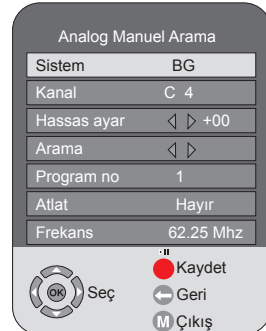 Analog Manuel Arama
Sistem BG
Kanal C 4
Hassas ayar +00
Arama
Program no 1
Atlat Hayır
Frekans 62.25 Mhz
Kaydet
OK Seç
Geri
M Çıkış